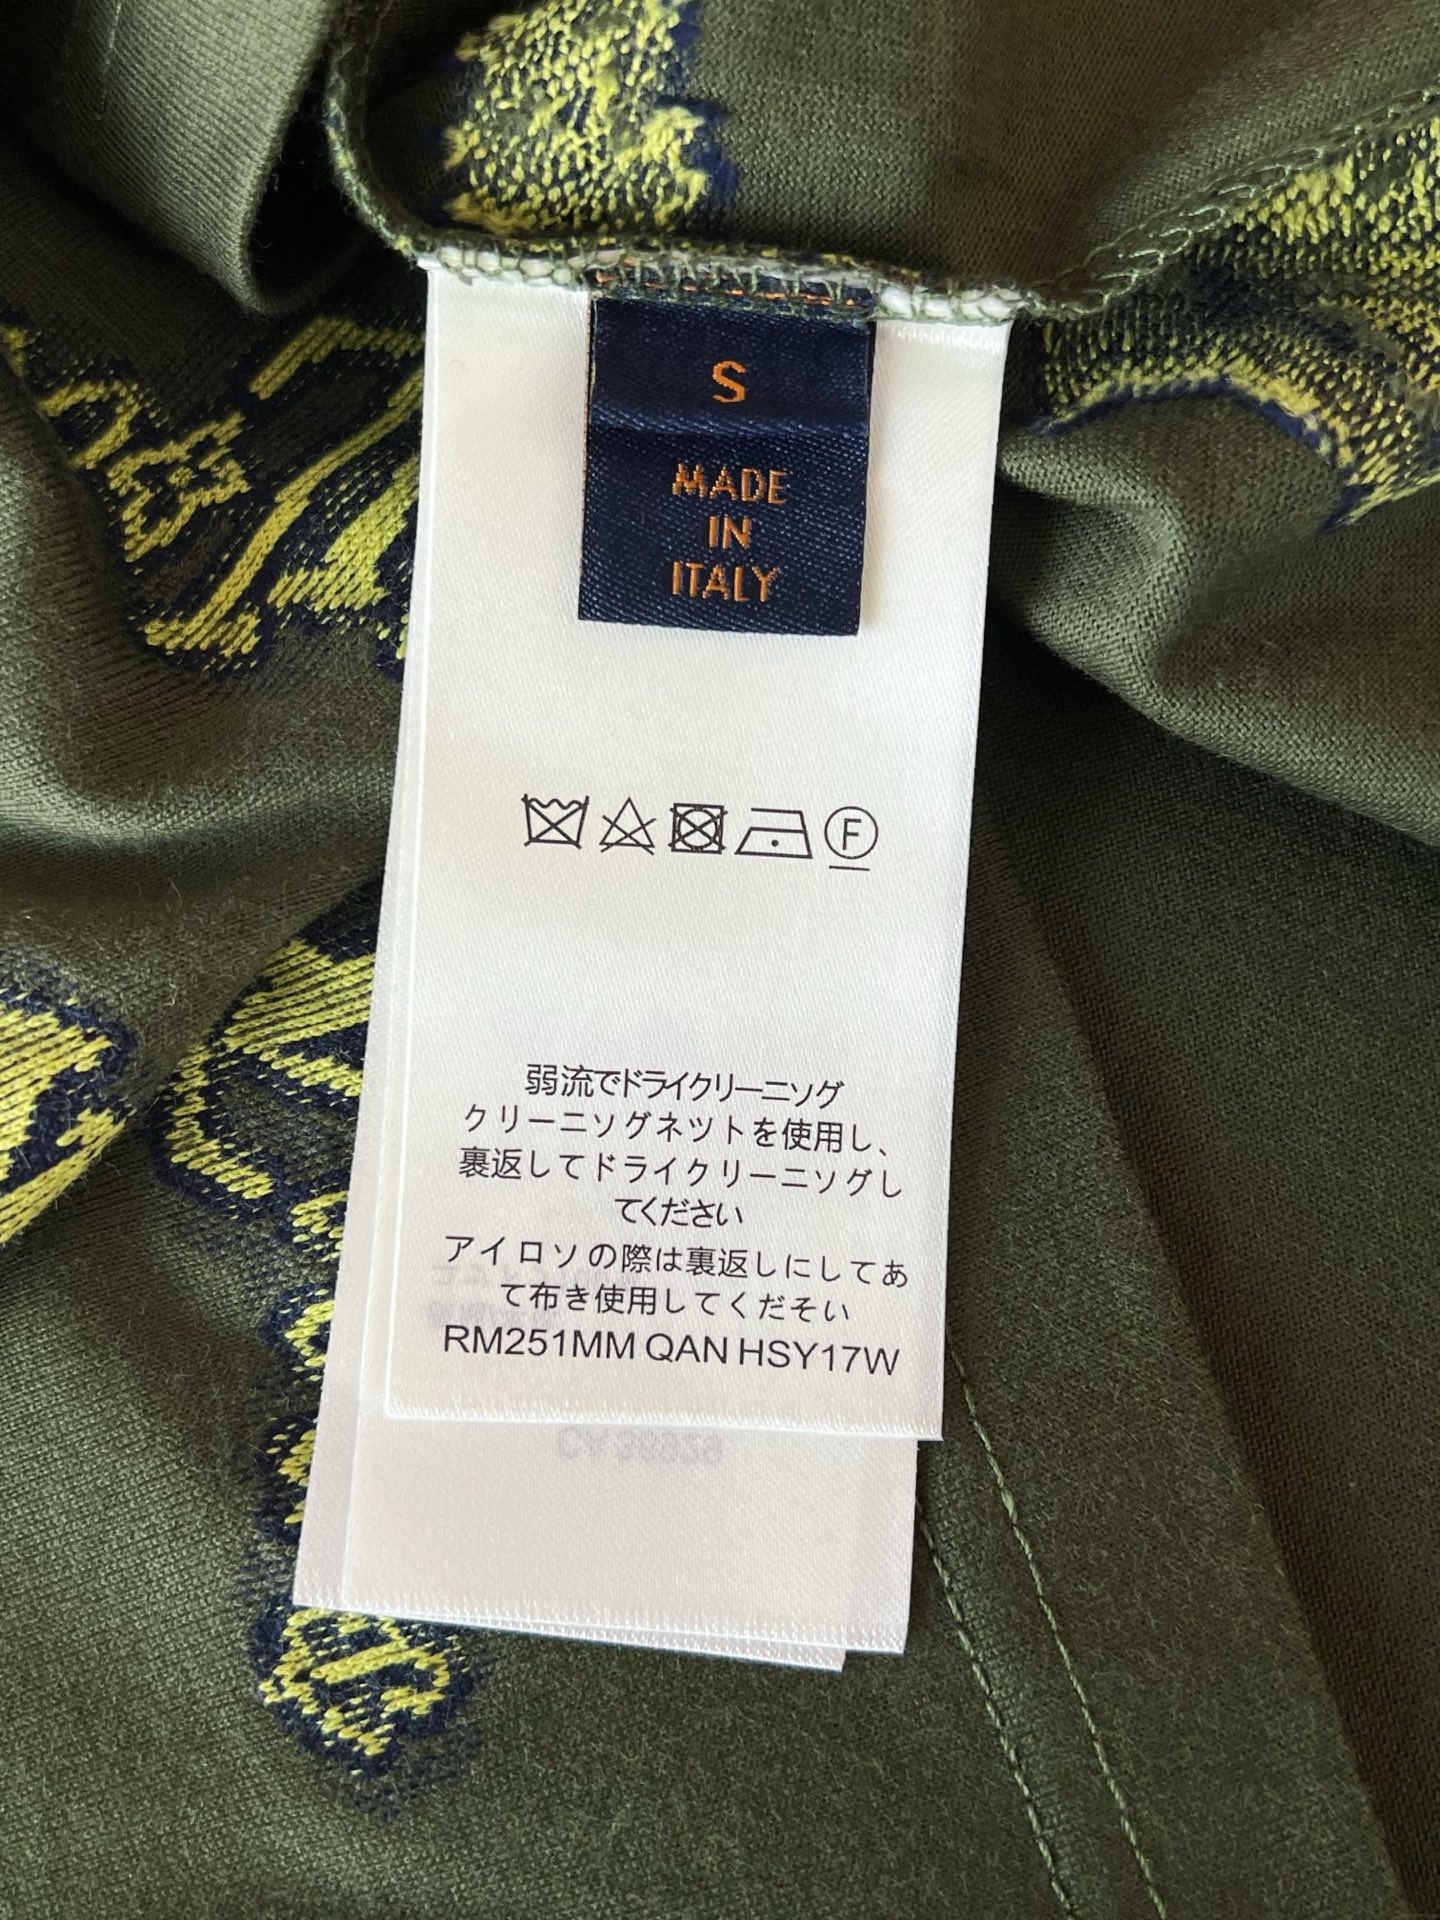 S
MADE
IN
ITALY
F
弱流でドライクリーニソグ
クリーニソグネツトを使用し、
裏返してドライクリーニソグし
てください
アイロソの際は裏返しにしてあ
て布き使用してくだそい
RM251MM QAN HSY17W